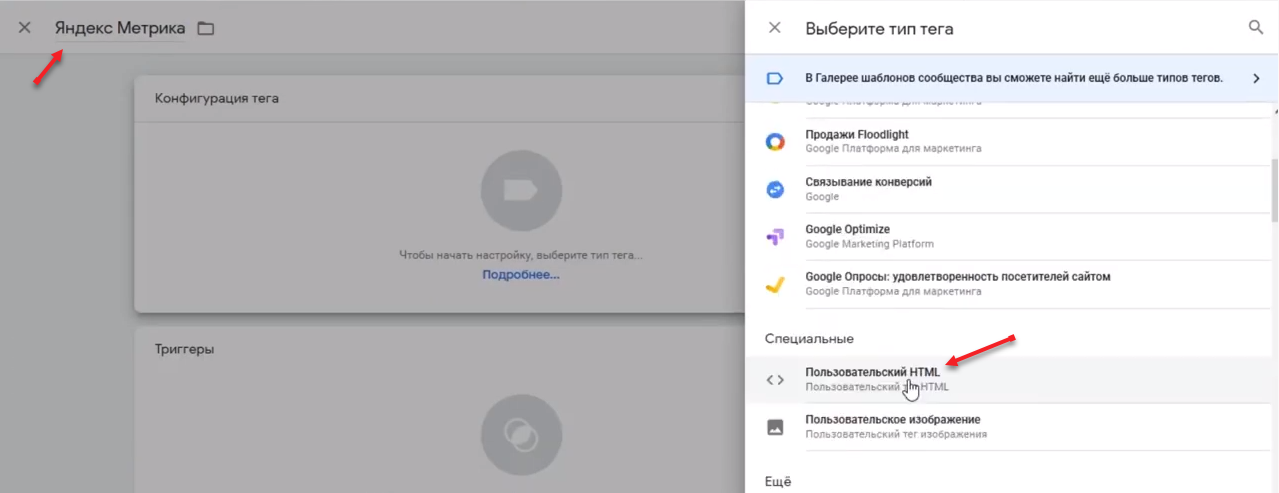 Яндекс Метрика
Конфигурация тега
Чтобы начать настройку, выберите тип тега...
Подробнее...
Триггеры
Выберите тип тега
В Галерее шаблонов сообщества вы сможете найти ещё больше типов тегов.
Google Платформа для маркетинга
Продажи Floodlight
Google Платформа для маркетинга
Связывание конверсий
Google
Google Optimize
Google Marketing Platform
Google Опросы: удовлетворенность посетителей сайтом
Google Платформа для маркетинга
Специальные
Пользовательский HTML
Пользовательский HTML
Пользовательское изображение
Пользовательский тег изображения
Ещё